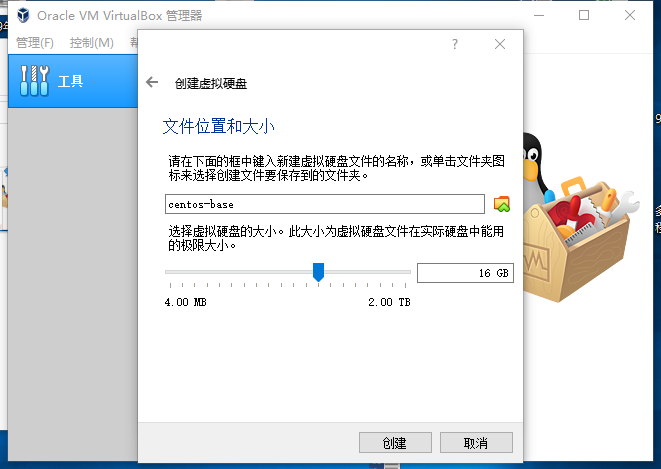 Oracle VM VirtualBox 管理器
管理(F) 控制(M) 帮
工具
?
创建虚拟硬盘
文件位置和大小
请在下面的框中键入新建虚拟硬盘文件的名称，或单击文件夹图
标来选择创建文件要保存到的文件夹。
centos-base
选择虚拟硬盘的大小。此大小为虚拟硬盘文件在实际硬盘中能用
的极限大小。
16 GB
4.00 MB 2.00 TB
创建 取消